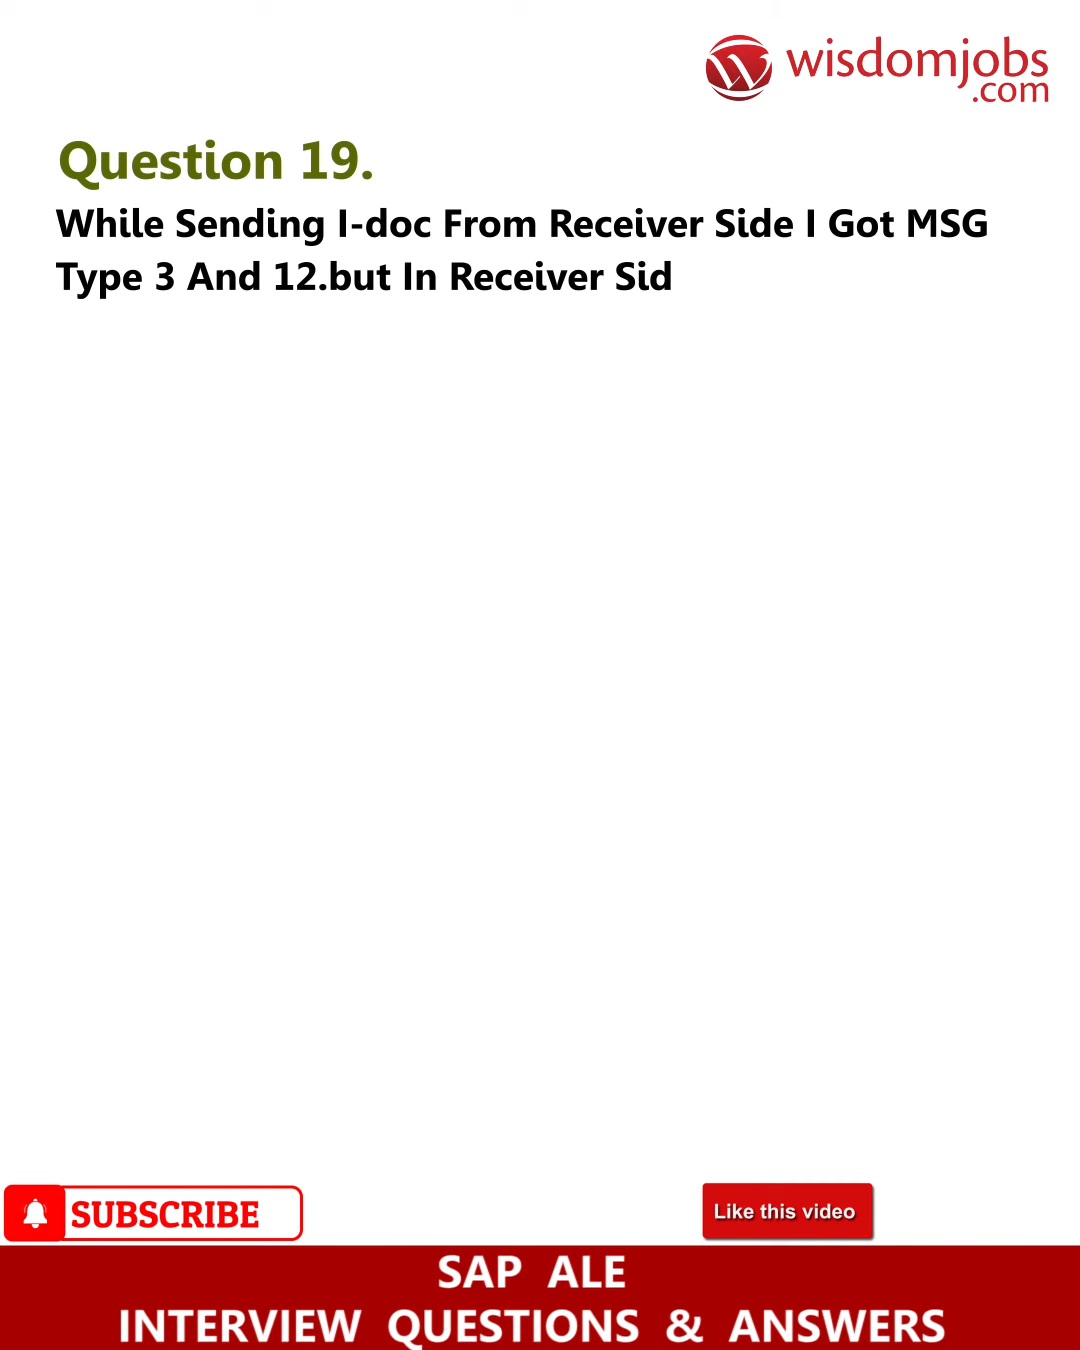 wisdomjobs
.com
Question 19.
While Sending I-doc From Receiver Side I Got MSG
Type 3 And 12.but In Receiver Sid
SUBSCRIBE
Like this video
SAP ALE
INTERVIEW QUESTIONS & ANSWERS